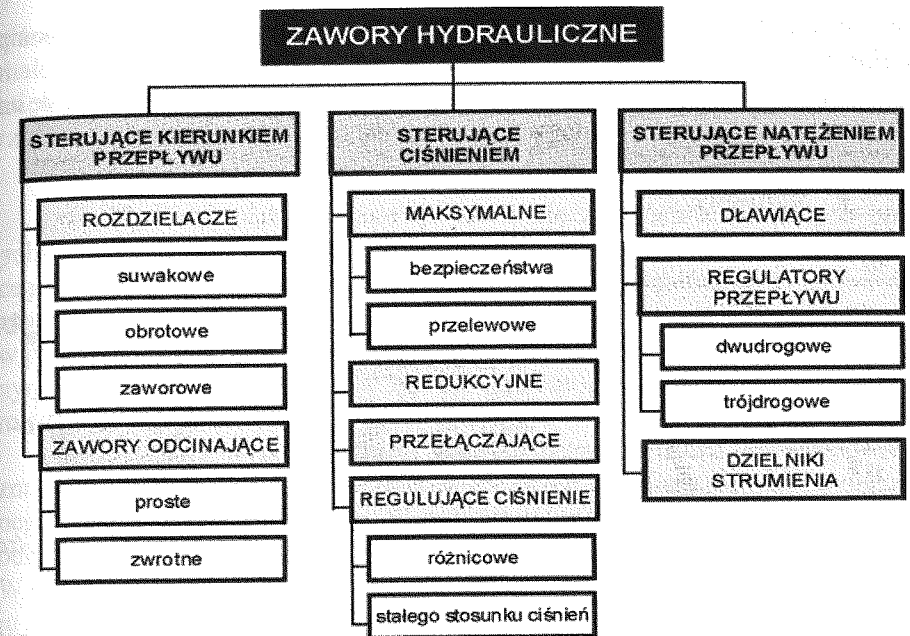 ZAWORY HYDRAULICZNE
STERUJĄCE KIERUNKIEM
PRZEPŁYWU
ROZDZIELACZE
suwakowe
obrotowe
zaworowe
ZAWORY ODCINAJĄCE
proste
zwrotne
STERUJĄCE
CIŚNIENIEM
MAKSYMALNE
bezpieczeństwa
przelewowe
REDUKCYJNE
PRZEŁĄCZAJĄCE
REGULUJĄCE CIŚNIENIE
różnicowe
stałego stosunku ciśnień
STERUJĄCE NATĘŻENIEM
PRZEPŁYWU
DŁAWIĄCE
REGULATORY
PRZEPŁYWU
dwudrogowe
trójdrogowe
DZIELNIKI
STRUMIENIA